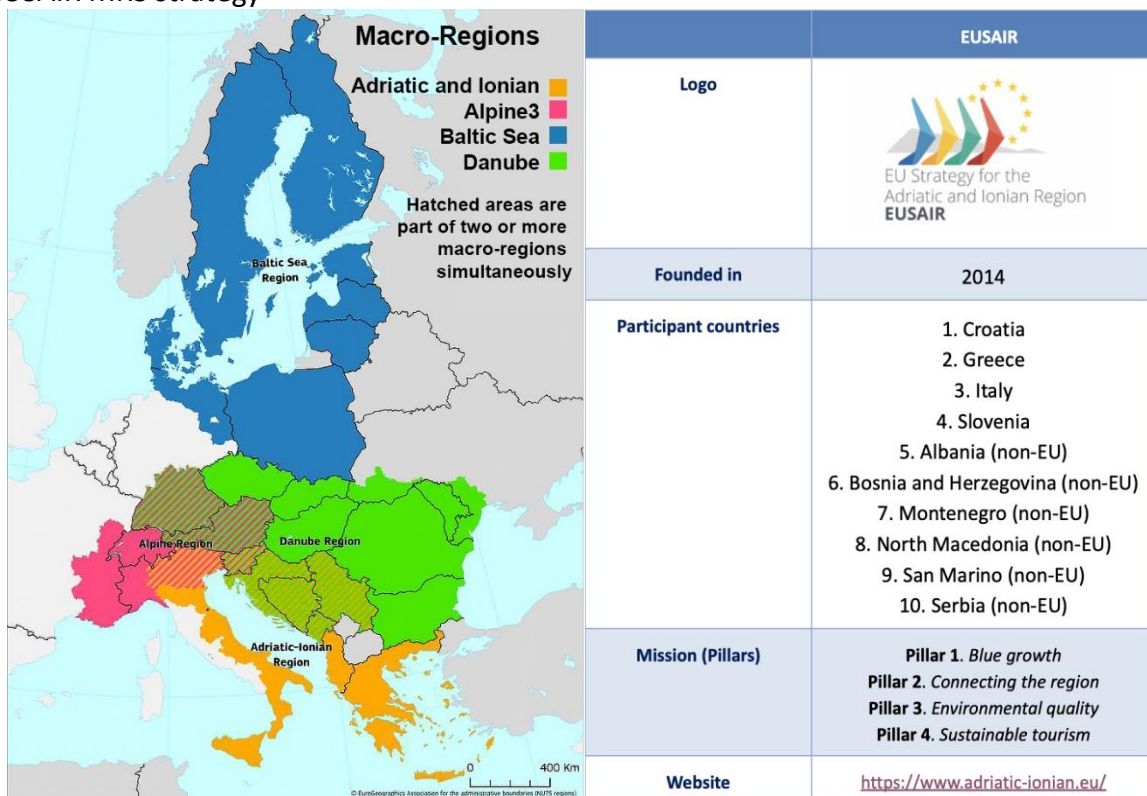 Macro-Regions
Adriatic and Ionian
Alpine3
Baltic Sea
Danube
Hatched areas are
part of two or more
macro-regions
simultaneously
Baltic Sea
Region
Alpine Region
Danube Region
Adriatic-Ionian
Region
0
400 Km
© EuroGeographics Association for the administrative boundaries (NUTS regions)
EUSAIR
Logo
EU Strategy for the
Adriatic and Ionian Region
EUSAIR
Founded in
2014
Participant countries
1. Croatia
2. Greece
3. Italy
4. Slovenia
5. Albania (non-EU)
6. Bosnia and Herzegovina (non-EU)
7. Montenegro (non-EU)
8. North Macedonia (non-EU)
9. San Marino (non-EU)
10. Serbia (non-EU)
Mission (Pillars)
Pillar 1. Blue growth
Pillar 2. Connecting the region
Pillar 3. Environmental quality
Pillar 4. Sustainable tourism
Website
https://www.adriatic-ionian.eu/